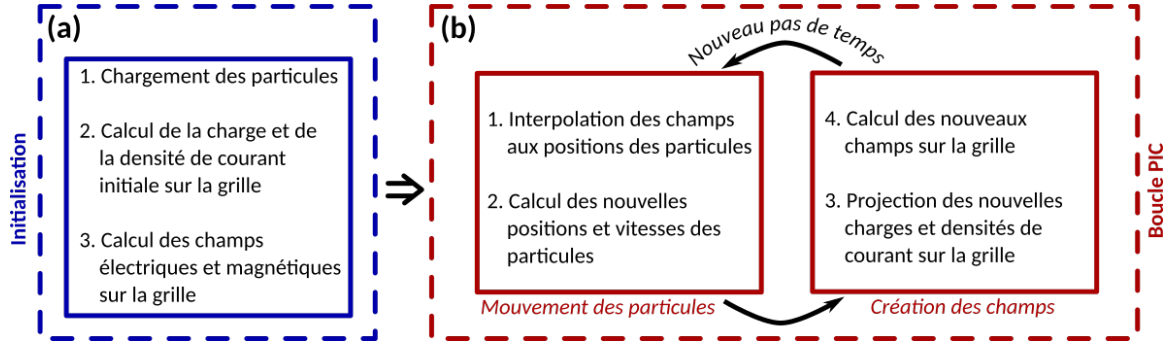 (a)
Initialisation
1. Chargement des particules
2. Calcul de la charge et de
la densité de courant
initiale sur la grille
3. Calcul des champs
électriques et magnétiques
sur la grille
(b)
Nouveau pas de temps
1. Interpolation des champs
aux positions des particules
2. Calcul des nouvelles
positions et vitesses des
particules
Mouvement des particules
4. Calcul des nouveaux
champs sur la grille
3. Projection des nouvelles
charges et densités de
courant sur la grille
Création des champs
Boucle PIC